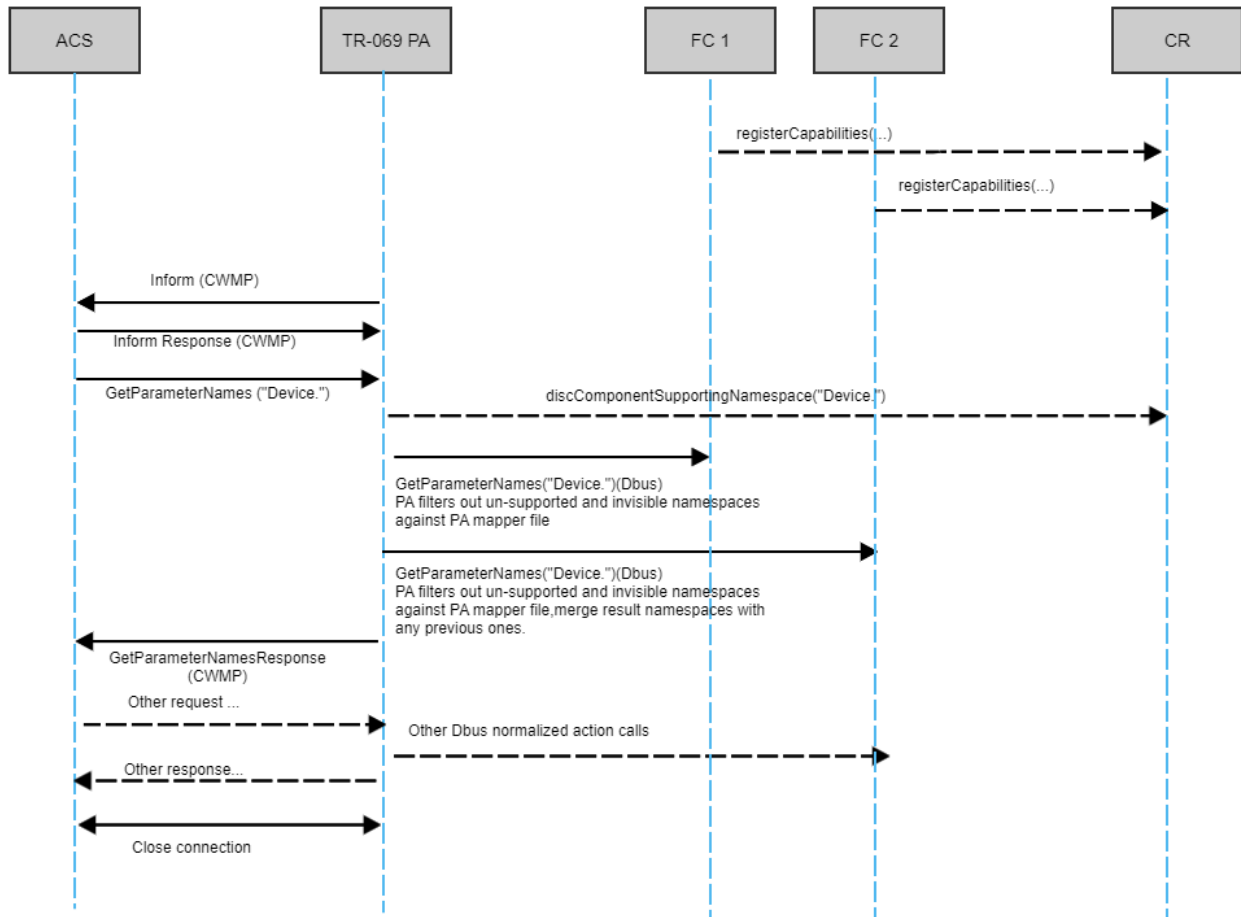 ACS
TR-069 PA
FC 1
FC 2
CR
registerCapabilities(...)
registerCapabilities(...)
Inform (CWMP)
Inform Response (CWMP)
GetParameterNames ("Device.")
discComponentSupportingNamespace("Device.")
GetParameterNames("Device.")(Dbus)
PA filters out un-supported and invisible namespaces
against PA mapper file
GetParameterNames("Device.")(Dbus)
PA filters out un-supported and invisible namespaces
against PA mapper file,merge result namespaces with
any previous ones.
GetParameterNamesResponse
(CWMP)
Other request ...
Other Dbus normalized action calls
Other response...
Close connection